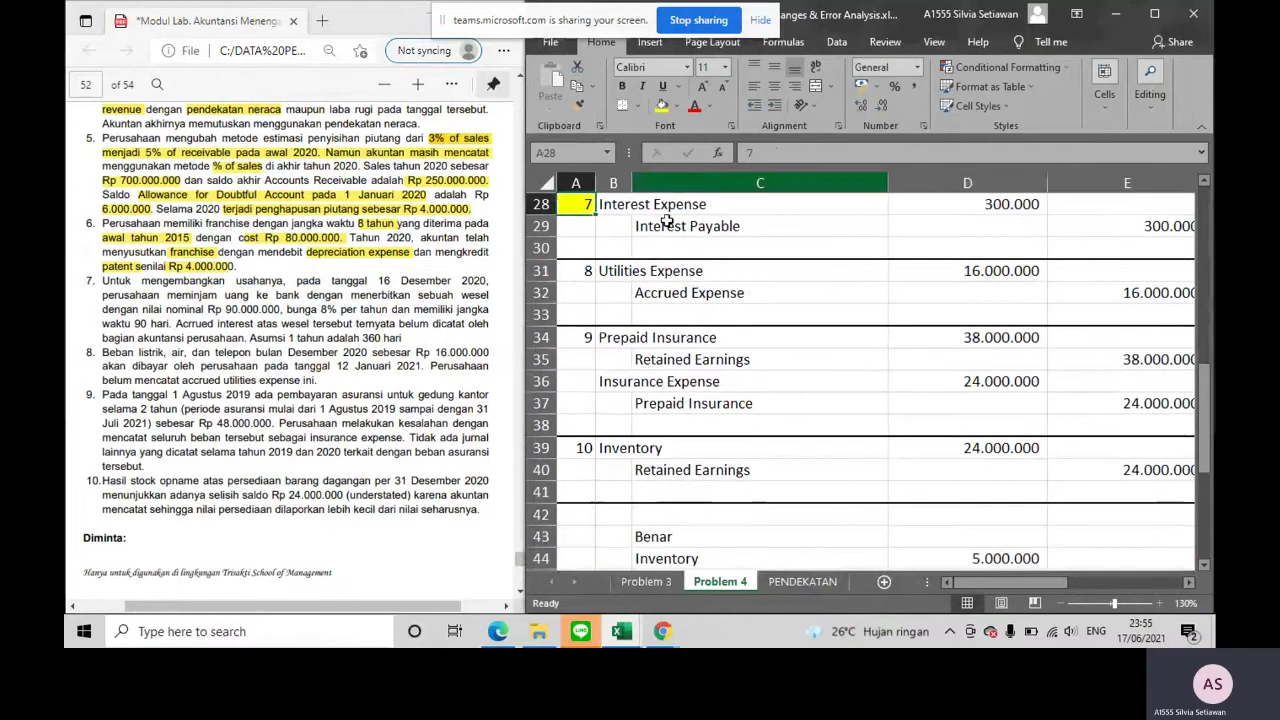 *Modul Lab. Akuntansi Menenga
teams.microsoft.com is sharing your screen.
Stop sharing
Hide
anges & Error Analysis.xl...
A1555 Silvia Setiawan
File
C:/DATA%20PE...
Not syncing
File
Home
Insert
Page Layout
Formulas
Data
Review
View
Help
Tell me
Share
52
of 54
Paste
Calibri
11
General
Conditional Formatting
Format as Table
Cell Styles
Cells
Editing
Clipboard
Font
Alignment
Number
Styles
A28
fx
7
revenue dengan pendekatan neraca maupun laba rugi pada tanggal tersebut.
Akuntan akhirnya memutuskan menggunakan pendekatan neraca.
5. Perusahaan mengubah metode estimasi penyisihan piutang dari 3% of sales
menjadi 5% of receivable pada awal 2020. Namun akuntan masih mencatat
menggunakan metode % of sales di akhir tahun 2020. Sales tahun 2020 sebesar
Rp 700.000.000 dan saldo akhir Accounts Receivable adalah Rp 250.000.000.
Saldo Allowance for Doubtful Account pada 1 Januari 2020 adalah Rp
6.000.000. Selama 2020 terjadi penghapusan piutang sebesar Rp 4.000.000.
6. Perusahaan memiliki franchise dengan jangka waktu 8 tahun yang diterima pada
awal tahun 2015 dengan cost Rp 80.000.000. Tahun 2020, akuntan telah
menyusutkan franchise dengan mendebit depreciation expense dan mengkredit
patent senilai Rp 4.000.000.
7. Untuk mengembangkan usahanya, pada tanggal 16 Desember 2020,
perusahaan meminjam uang ke bank dengan menerbitkan sebuah wesel
dengan nilai nominal Rp 90.000.000, bunga 8% per tahun dan memiliki jangka
waktu 90 hari. Accrued interest atas wesel tersebut ternyata belum dicatat oleh
bagian akuntansi perusahaan. Asumsi 1 tahun adalah 360 hari
8. Beban listrik, air, dan telepon bulan Desember 2020 sebesar Rp 16.000.000
akan dibayar oleh perusahaan pada tanggal 12 Januari 2021. Perusahaan
belum mencatat accrued utilities expense ini.
9. Pada tanggal 1 Agustus 2019 ada pembayaran asuransi untuk gedung kantor
selama 2 tahun (periode asuransi mulai dari 1 Agustus 2019 sampai dengan 31
Juli 2021) sebesar Rp 48.000.000. Perusahaan melakukan kesalahan dengan
mencatat seluruh beban tersebut sebagai insurance expense. Tidak ada jurnal
lainnya yang dicatat selama tahun 2019 dan 2020 terkait dengan beban asuransi
tersebut.
10. Hasil stock opname atas persediaan barang dagangan per 31 Desember 2020
menunjukkan adanya selisih saldo Rp 24.000.000 (understated) karena akuntan
mencatat sehingga nilai persediaan dilaporkan lebih kecil dari nilai seharusnya.
Diminta:
Hanya untuk digunakan di lingkungan Trisakti School of Management
A B C D E
28 7 Interest Expense 300.000
29 Interest Payable 300.00
30
31 8 Utilities Expense 16.000.000
32 Accrued Expense 16.000.00
33
34 9 Prepaid Insurance 38.000.000
35 Retained Earnings 38.000.00
36 Insurance Expense 24.000.000
37 Prepaid Insurance 24.000.00
38
39 10 Inventory 24.000.000
40 Retained Earnings 24.000.00
41
42
43 Benar
44 Inventory 5.000.000
Problem 3
Problem 4
PENDEKATAN
Ready
130%
Type here to search
26°C Hujan ringan
ENG
23:55
17/06/2021
2
AS
A1555 Silvia Setiawan